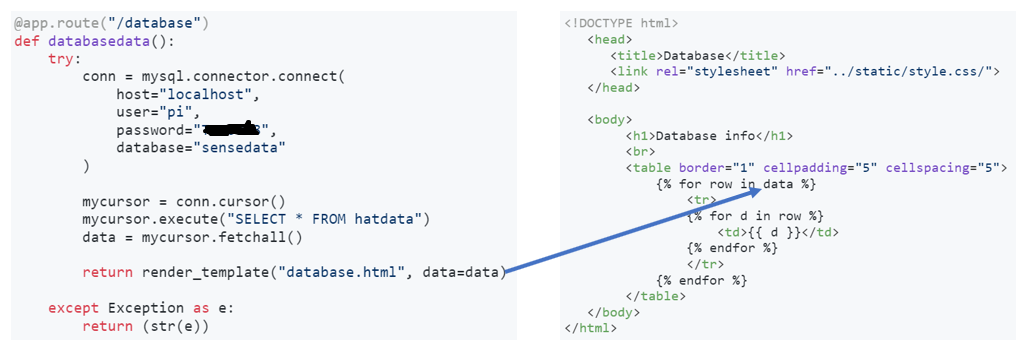 @app.route("/database")
def databasedata():
    try:
        conn = mysql.connector.connect(
            host="localhost",
            user="pi",
            password="",
            database="sensedata"
        )

        mycursor = conn.cursor()
        mycursor.execute("SELECT * FROM hatdata")
        data = mycursor.fetchall()

        return render_template("database.html", data=data)

    except Exception as e:
        return (str(e))
<!DOCTYPE html>
    <head>
        <title>Database</title>
        <link rel="stylesheet" href="../static/style.css/">
    </head>

    <body>
        <h1>Database info</h1>
        <br>
        <table border="1" cellpadding="5" cellspacing="5">
            {% for row in data %}
                <tr>
                {% for d in row %}
                    <td>{{ d }}</td>
                {% endfor %}
                </tr>
            {% endfor %}
        </table>
    </body>
</html>